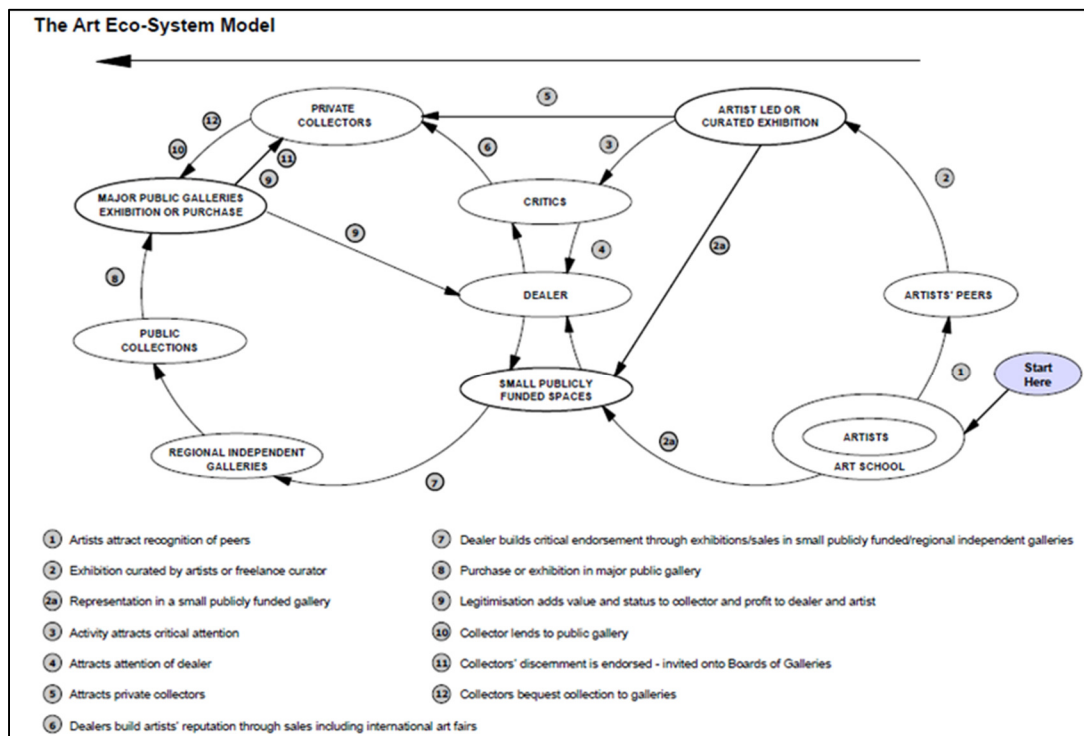 The Art Eco-System Model
5
PRIVATE
COLLECTORS
ARTIST LED OR
CURATED EXHIBITION
12
10
11
9
6
3
2
MAJOR PUBLIC GALLERIES
EXHIBITION OR PURCHASE
CRITICS
9
4
2a
8
DEALER
ARTISTS' PEERS
PUBLIC
COLLECTIONS
1
Start
Here
SMALL PUBLICLY
FUNDED SPACES
REGIONAL INDEPENDENT
GALLERIES
2a
ARTISTS
ART SCHOOL
7
1 Artists attract recognition of peers
2 Exhibition curated by artists or freelance curator
2a Representation in a small publicly funded gallery
3 Activity attracts critical attention
4 Attracts attention of dealer
5 Attracts private collectors
6 Dealers build artists' reputation through sales including international art fairs
7 Dealer builds critical endorsement through exhibitions/sales in small publicly funded/regional independent galleries
8 Purchase or exhibition in major public gallery
9 Legitimisation adds value and status to collector and profit to dealer and artist
10 Collector lends to public gallery
11 Collectors' discernment is endorsed - invited onto Boards of Galleries
12 Collectors bequest collection to galleries